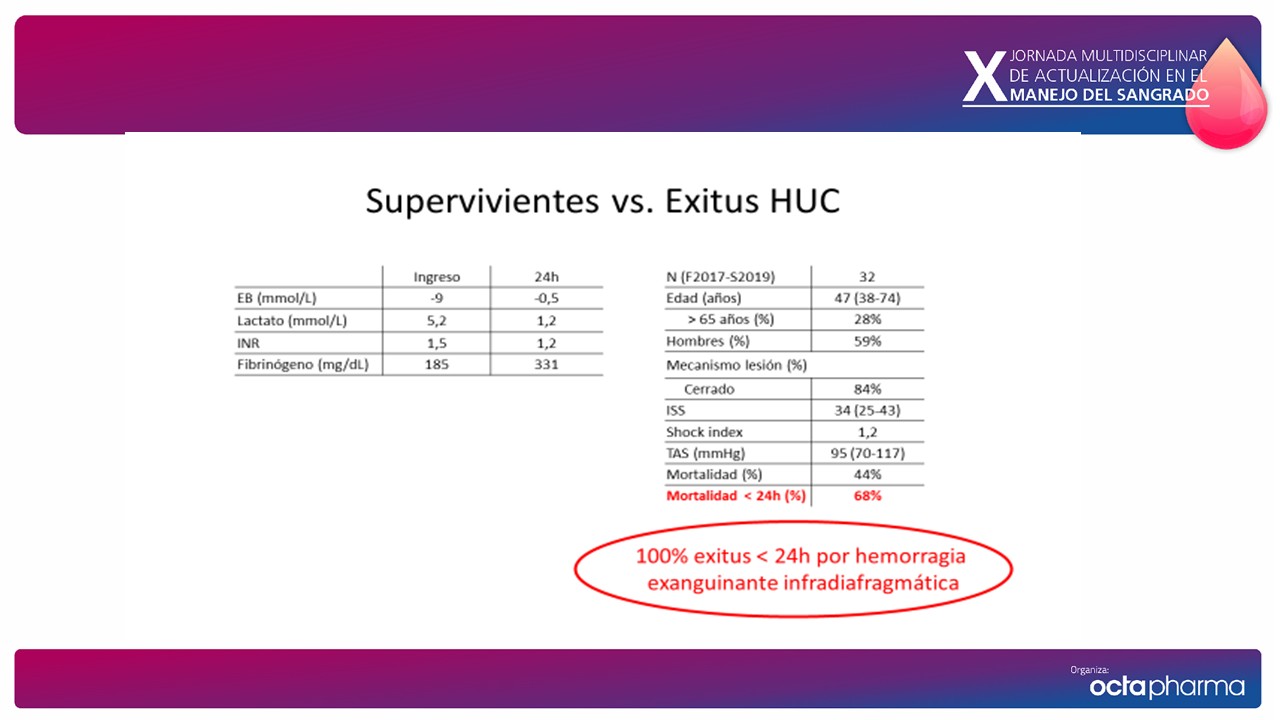 X JORNADA MULTIDISCIPLINAR
DE ACTUALIZACIÓN EN EL
MANEJO DEL SANGRADO
Supervivientes vs. Exitus HUC
Ingreso 24h
EB (mmol/L) -9 -0,5
Lactato (mmol/L) 5,2 1,2
INR 1,5 1,2
Fibrinógeno (mg/dL) 185 331
N (F2017-S2019) 32
Edad (años) 47 (38-74)
> 65 años (%) 28%
Hombres (%) 59%
Mecanismo lesión (%)
Cerrado 84%
ISS 34 (25-43)
Shock index 1,2
TAS (mmHg) 95 (70-117)
Mortalidad (%) 44%
Mortalidad < 24h (%) 68%
100% exitus < 24h por hemorragia
exanguinante infradiafragmática
Organiza:
octapharma